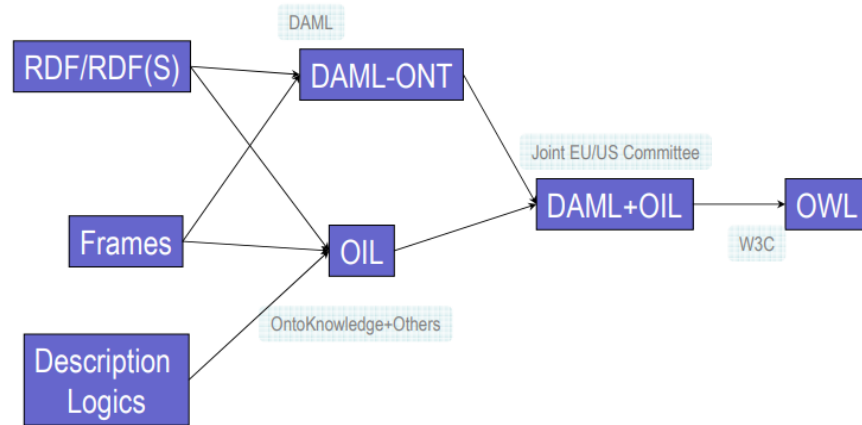 DAML
RDF/RDF(S)
DAML-ONT
Joint EU/US Committee
DAML+OIL
OWL
Frames
OIL
W3C
OntoKnowledge+Others
Description
Logics